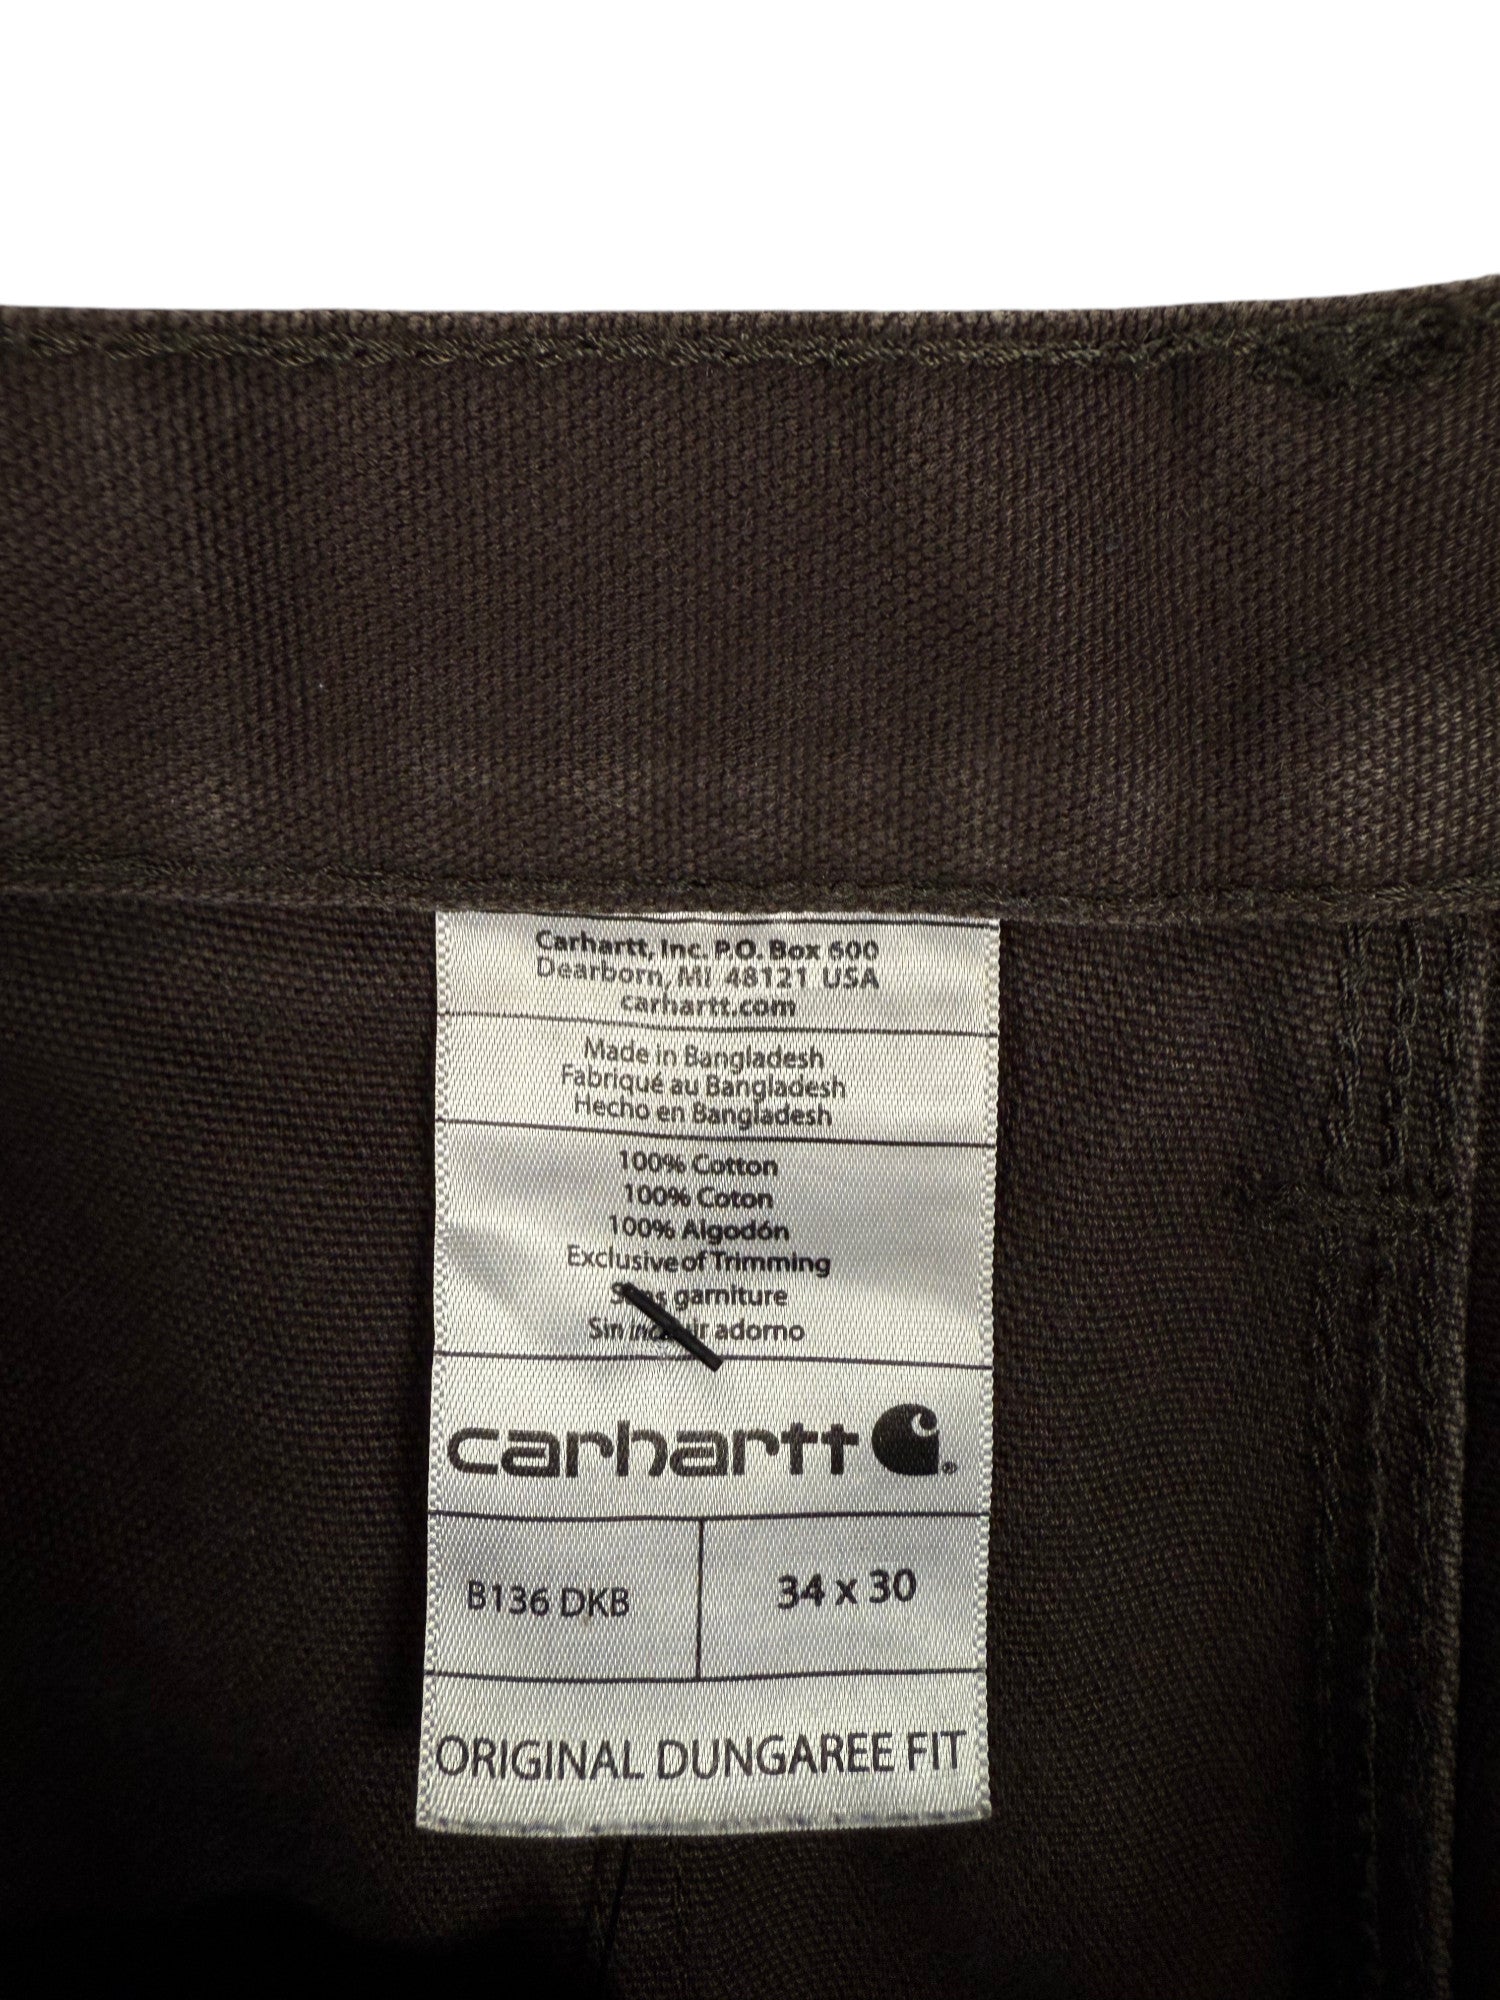 Carhartt, Inc. P.O. Box 600
Dearborn, MI 48121 USA
carhartt.com
Made in Bangladesh
Fabriqué au Bangladesh
Hecho en Bangladesh
100% Cotton
100% Coton
100% Algodón
Exclusive of Trimming
Sans garniture
Sin incluir adorno
carhartt ®
B136 DKB
34 x 30
ORIGINAL DUNGAREE FIT